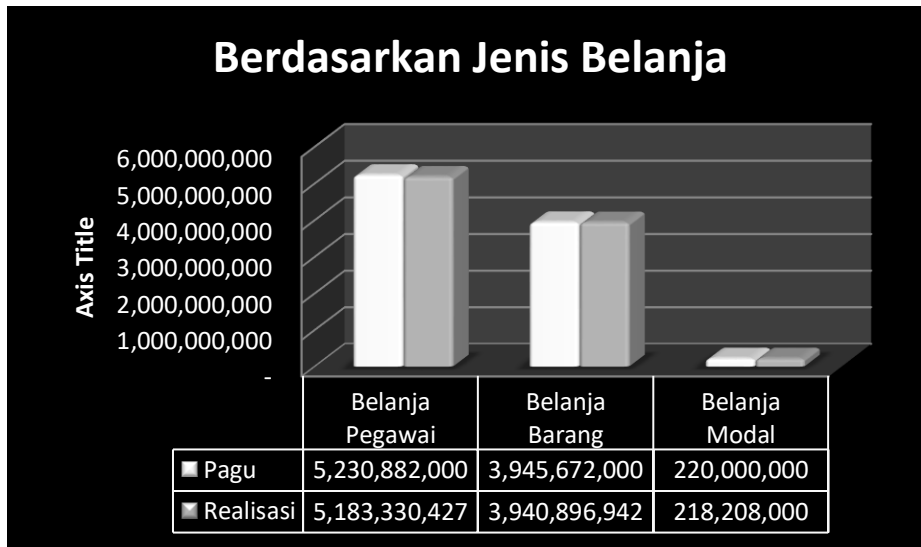 Berdasarkan Jenis Belanja
Axis Title
6,000,000,000
5,000,000,000
4,000,000,000
3,000,000,000
2,000,000,000
1,000,000,000
-
Belanja Pegawai
Belanja Barang
Belanja Modal
Pagu 5,230,882,000 3,945,672,000 220,000,000
Realisasi 5,183,330,427 3,940,896,942 218,208,000